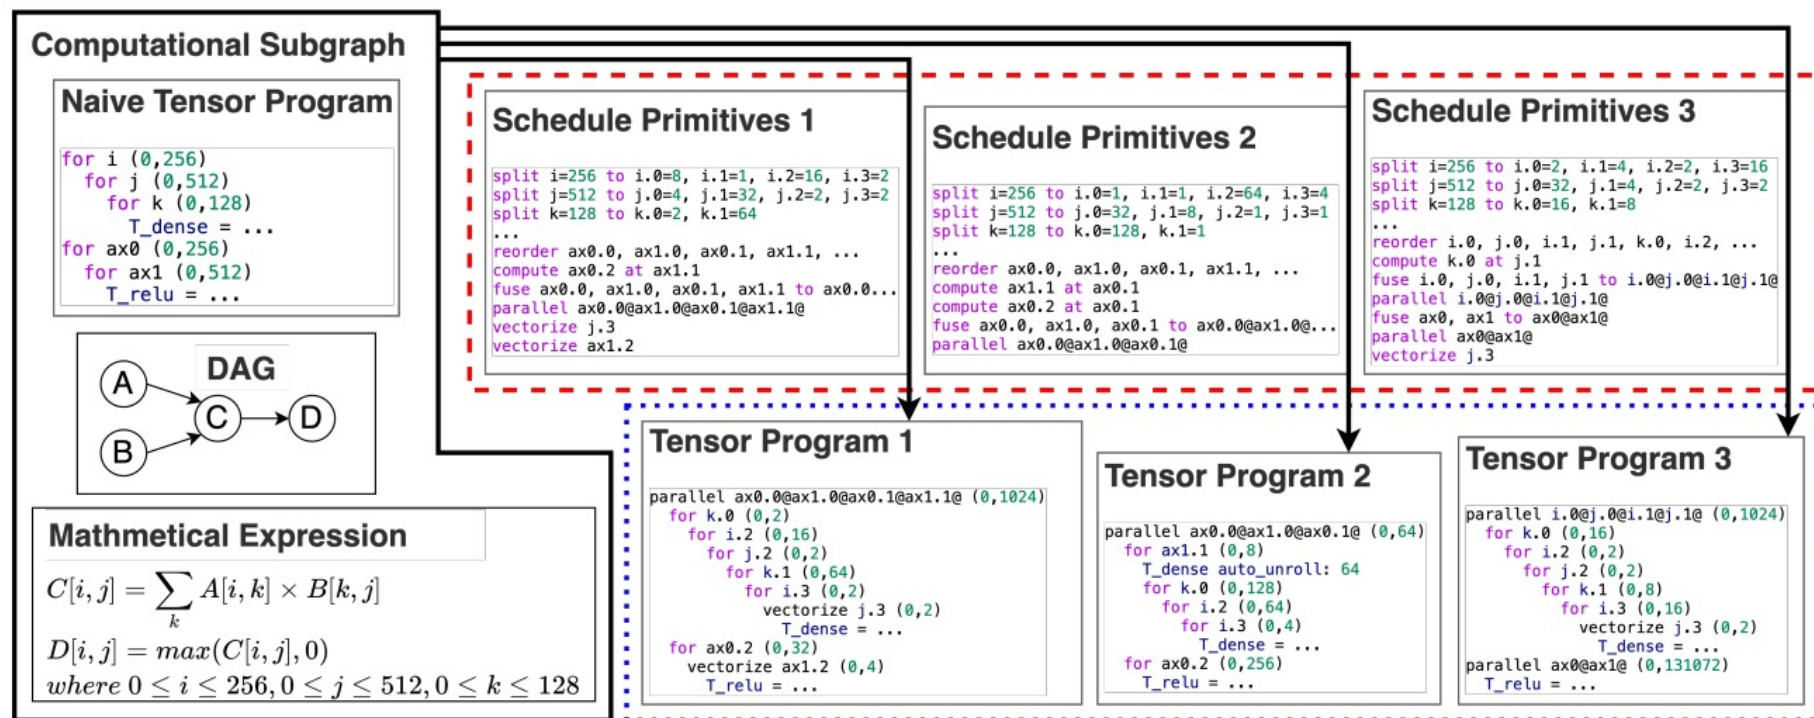 Computational Subgraph
Naive Tensor Program
for i (0,256)
for j (0,512)
for k (0,128)
T_dense = ...
for ax0 (0,256)
for ax1 (0,512)
T_relu = ...
DAG
A
B
C
D
Mathmetical Expression
C[i, j] = ∑_k A[i, k] × B[k, j]
D[i, j] = max(C[i, j], 0)
where 0 ≤ i ≤ 256, 0 ≤ j ≤ 512, 0 ≤ k ≤ 128
Schedule Primitives 1
split i=256 to i.0=8, i.1=1, i.2=16, i.3=2
split j=512 to j.0=4, j.1=32, j.2=2, j.3=2
split k=128 to k.0=2, k.1=64
...
reorder ax0.0, ax1.0, ax0.1, ax1.1, ...
compute ax0.2 at ax1.1
fuse ax0.0, ax1.0, ax0.1, ax1.1 to ax0.0...
parallel ax0.0@ax1.0@ax0.1@ax1.1@
vectorize j.3
vectorize ax1.2
Schedule Primitives 2
split i=256 to i.0=1, i.1=1, i.2=64, i.3=4
split j=512 to j.0=32, j.1=8, j.2=1, j.3=1
split k=128 to k.0=128, k.1=1
...
reorder ax0.0, ax1.0, ax0.1, ax1.1, ...
compute ax1.1 at ax0.1
compute ax0.2 at ax0.1
fuse ax0.0, ax1.0, ax0.1 to ax0.0@ax1.0@...
parallel ax0.0@ax1.0@ax0.1@
Schedule Primitives 3
split i=256 to i.0=2, i.1=4, i.2=2, i.3=16
split j=512 to j.0=32, j.1=4, j.2=2, j.3=2
split k=128 to k.0=16, k.1=8
...
reorder i.0, j.0, i.1, j.1, k.0, i.2, ...
compute k.0 at j.1
fuse i.0, j.0, i.1, j.1 to i.0@j.0@i.1@j.1@
parallel i.0@j.0@i.1@j.1@
fuse ax0, ax1 to ax0@ax1@
parallel ax0@ax1@
vectorize j.3
Tensor Program 1
parallel ax0.0@ax1.0@ax0.1@ax1.1@ (0,1024)
for k.0 (0,2)
for i.2 (0,16)
for j.2 (0,2)
for k.1 (0,64)
for i.3 (0,2)
vectorize j.3 (0,2)
T_dense = ...
for ax0.2 (0,32)
vectorize ax1.2 (0,4)
T_relu = ...
Tensor Program 2
parallel ax0.0@ax1.0@ax0.1@ (0,64)
for ax1.1 (0,8)
T_dense auto_unroll: 64
for k.0 (0,128)
for i.2 (0,64)
for i.3 (0,4)
T_dense = ...
for ax0.2 (0,256)
T_relu = ...
Tensor Program 3
parallel i.0@j.0@i.1@j.1@ (0,1024)
for k.0 (0,16)
for i.2 (0,2)
for j.2 (0,2)
for k.1 (0,8)
for i.3 (0,16)
vectorize j.3 (0,2)
T_dense = ...
parallel ax0@ax1@ (0,131072)
T_relu = ...